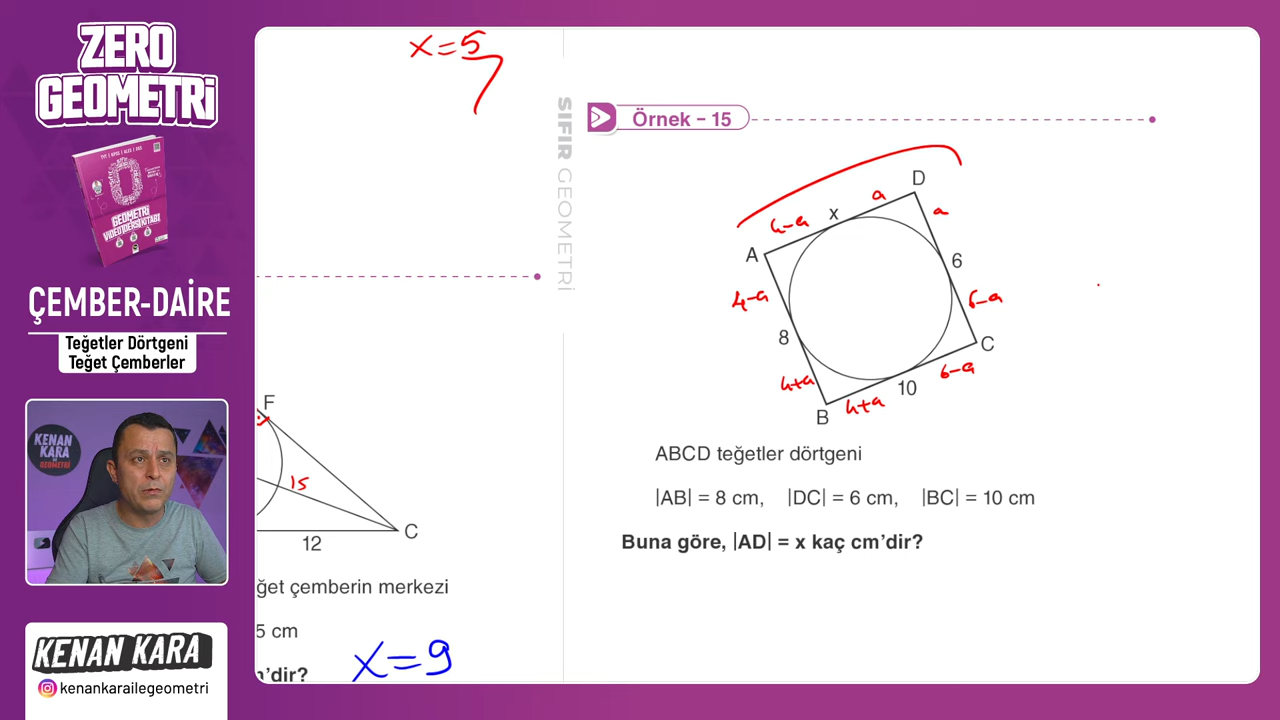 ZERO
GEOMETRİ
GEOMETRİ
VİDEO DERS KİTABI
ÇEMBER-DAİRE
Teğetler Dörtgeni
Teğet Çemberler
KENAN
KARA
GEOMETRİ
KENAN KARA
kenankarailegeometri
x=5
F
15
C
12
ğet çemberin merkezi
5 cm
n'dir?
x=9
SIFIR GEOMETRİ
Örnek - 15
D
a
x
a
4-a
A
6
4-a
6-a
8
C
6-a
4+a
10
4+a
B
ABCD teğetler dörtgeni
|AB| = 8 cm, |DC| = 6 cm, |BC| = 10 cm
Buna göre, |AD| = x kaç cm'dir?